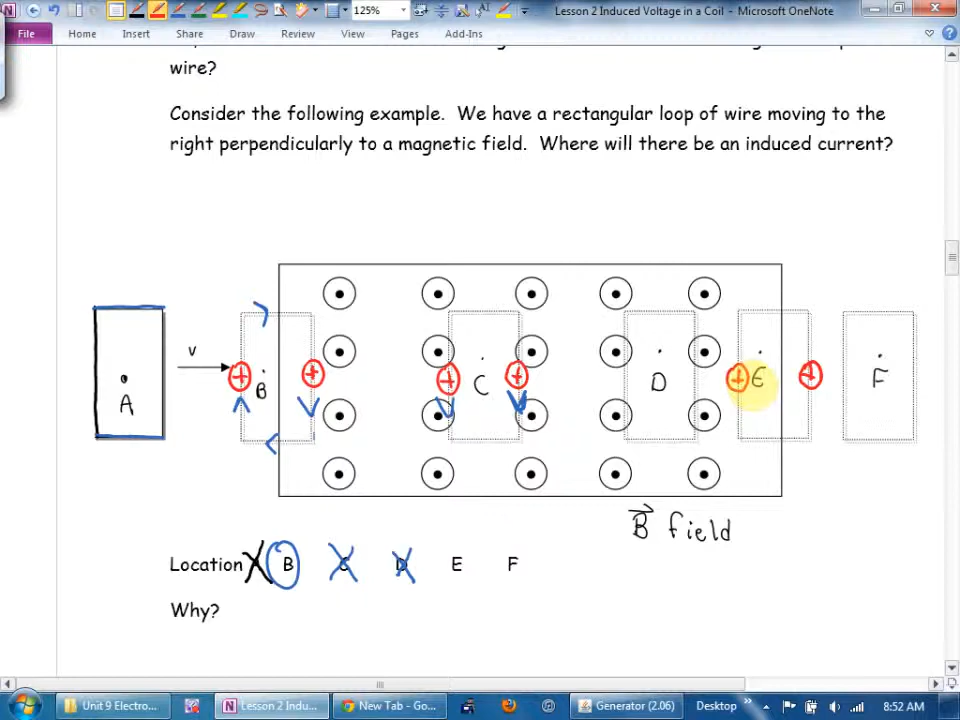 Lesson 2 Induced Voltage in a Coil - Microsoft OneNote
125%
File Home Insert Share Draw Review View Pages Add-Ins
wire?
Consider the following example. We have a rectangular loop of wire moving to the
right perpendicularly to a magnetic field. Where will there be an induced current?
v
A B C D E F
B field
Location A B C D E F
Why?
Unit 9 Electro... Lesson 2 Indu... New Tab - Go... Generator (2.06) Desktop 8:52 AM